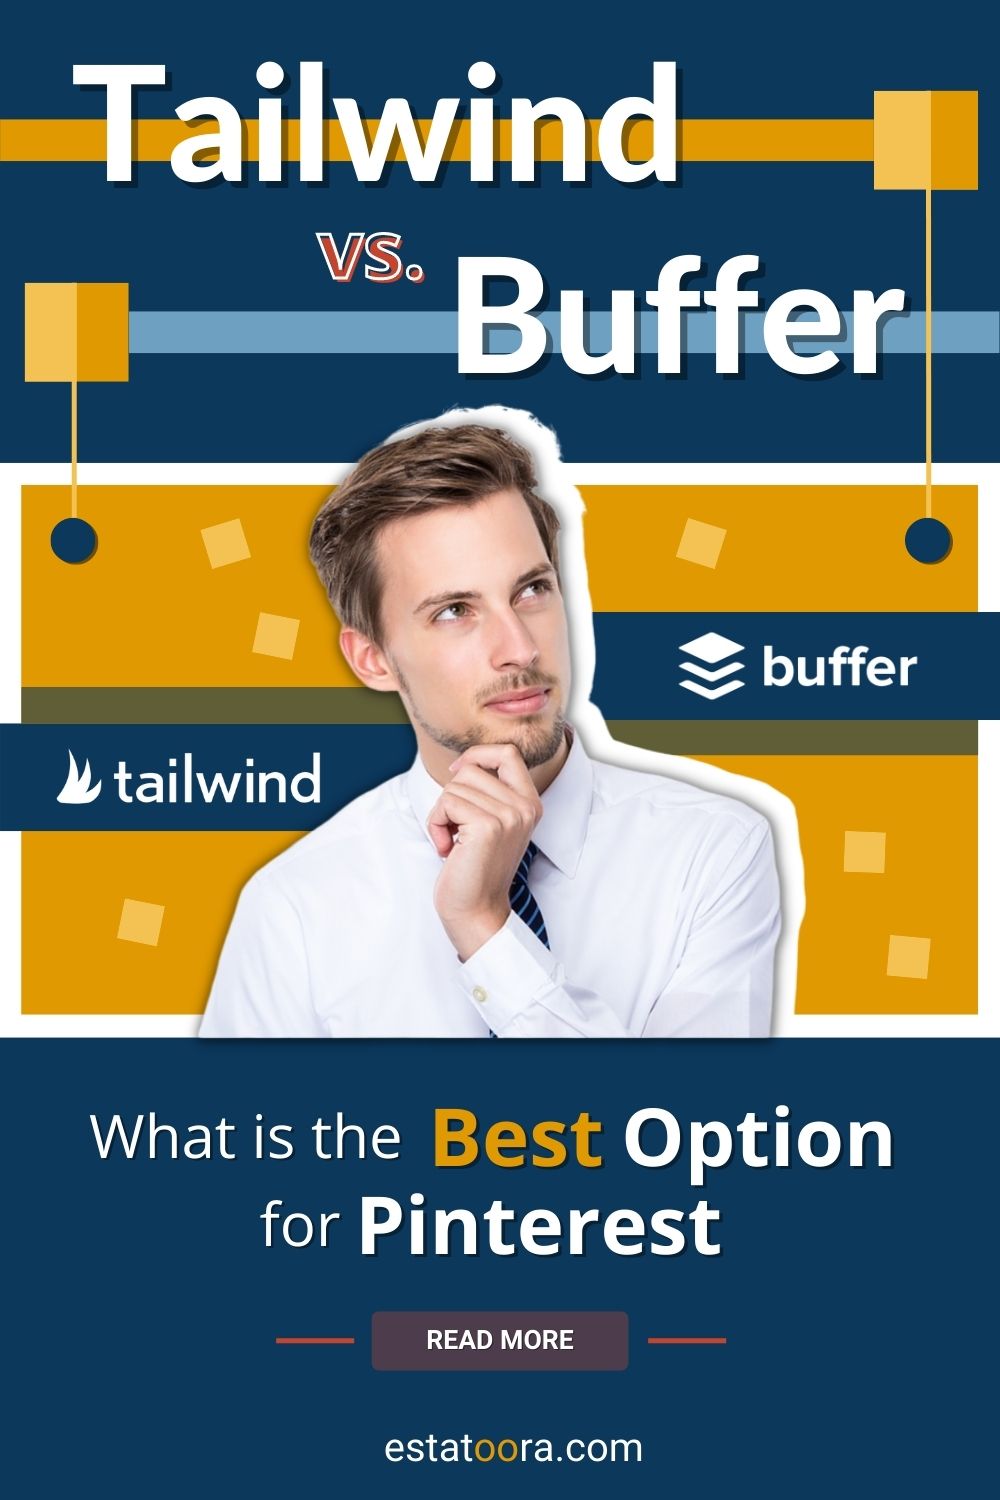 Tailwind
vs.
Buffer
buffer
tailwind
What is the Best Option
for Pinterest
READ MORE
estatoora.com